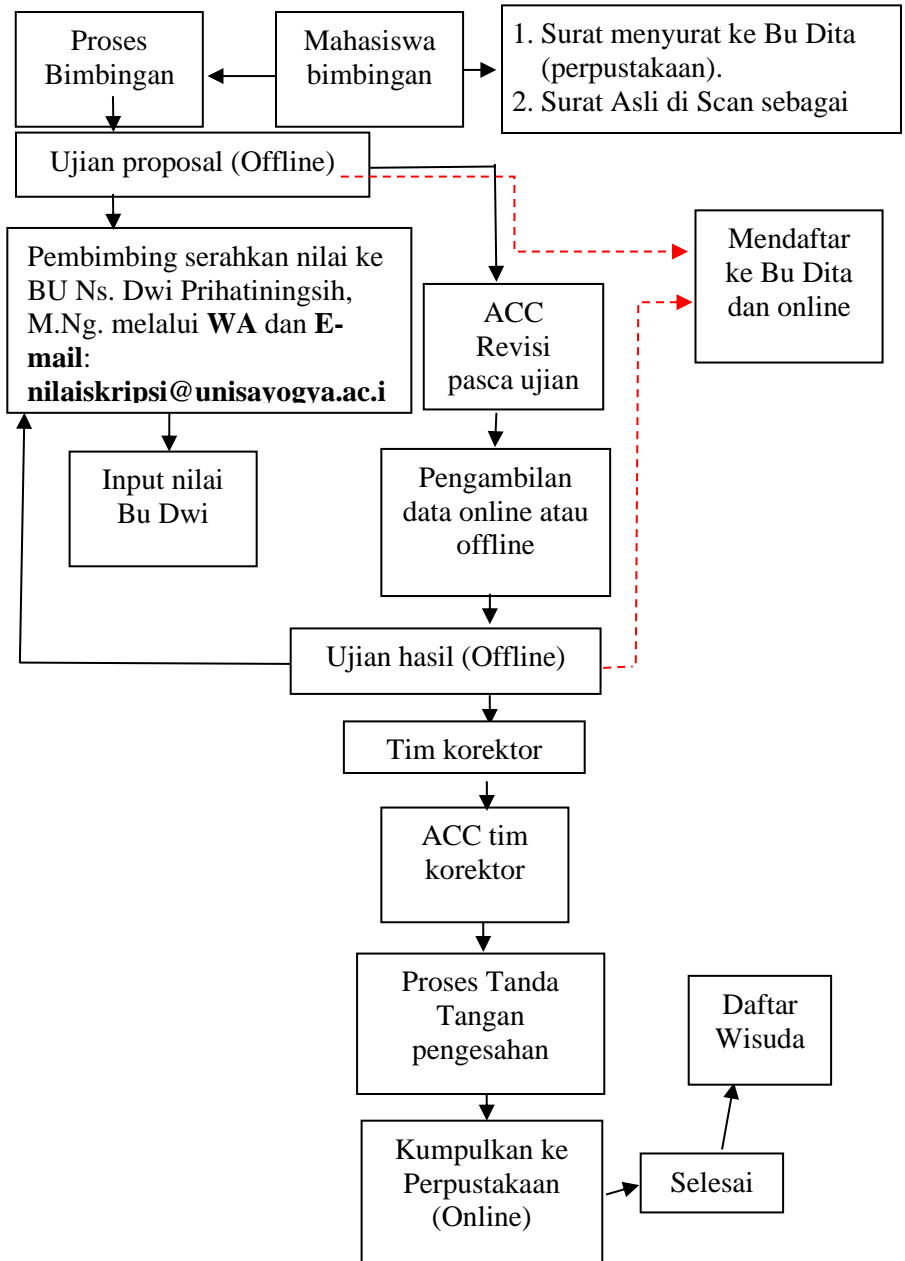 Proses
Bimbingan
Mahasiswa
bimbingan
1. Surat menyurat ke Bu Dita
(perpustakaan).
2. Surat Asli di Scan sebagai
Ujian proposal (Offline)
Pembimbing serahkan nilai ke
BU Ns. Dwi Prihatiningsih,
M.Ng. melalui WA dan E-
mail:
nilaiskripsi@unisayogya.ac.i
Mendaftar
ke Bu Dita
dan online
ACC
Revisi
pasca ujian
Input nilai
Bu Dwi
Pengambilan
data online atau
offline
Ujian hasil (Offline)
Tim korektor
ACC tim
korektor
Proses Tanda
Tangan
pengesahan
Daftar
Wisuda
Kumpulkan ke
Perpustakaan
(Online)
Selesai